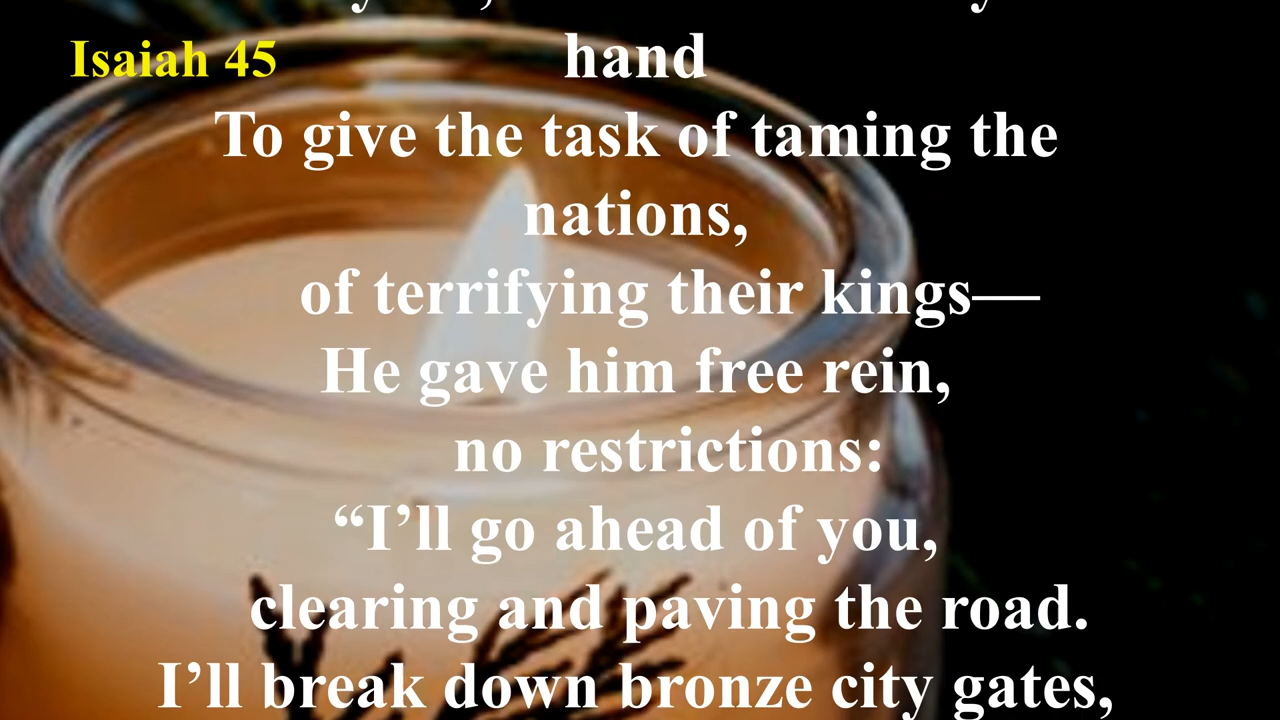 Isaiah 45
hand
To give the task of taming the
nations,
of terrifying their kings—
He gave him free rein,
no restrictions:
“I’ll go ahead of you,
clearing and paving the road.
I’ll break down bronze city gates,